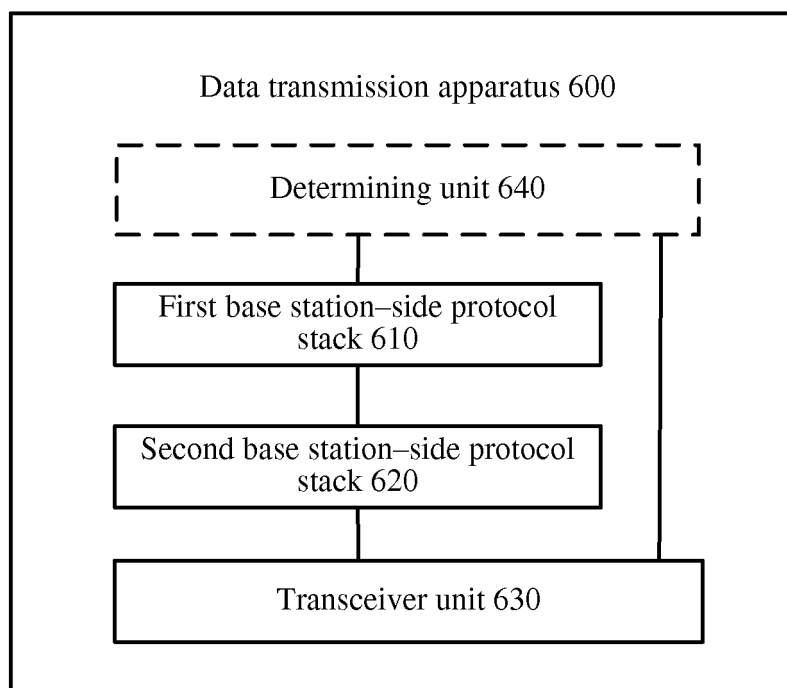 Data transmission apparatus 600
Determining unit 640
First base station–side protocol
stack 610
Second base station–side protocol
stack 620
Transceiver unit 630